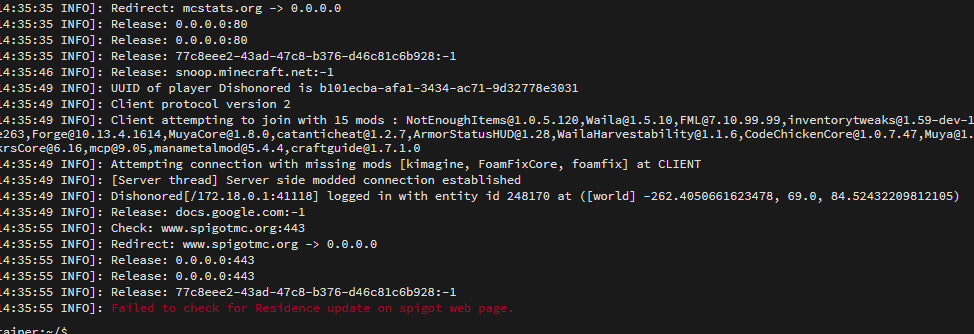 14:35:35 INFO]: Redirect: mcstats.org -> 0.0.0.0
14:35:35 INFO]: Release: 0.0.0.0:80
14:35:35 INFO]: Release: 0.0.0.0:80
14:35:35 INFO]: Release: 77c8eee2-43ad-47c8-b376-d46c81c6b928:-1
14:35:46 INFO]: Release: snoop.minecraft.net:-1
14:35:49 INFO]: UUID of player Dishonored is b101ecba-afa1-3434-ac71-9d32778e3031
14:35:49 INFO]: Client protocol version 2
14:35:49 INFO]: Client attempting to join with 15 mods : NotEnoughItems@1.0.5.120,Waila@1.5.10,FML@7.10.99.99,inventorytweaks@1.59-dev-1
e263,Forge@10.13.4.1614,MuyaCore@1.8.0,catanticheat@1.2.7,ArmorStatusHUD@1.28,WailaHarvestability@1.1.6,CodeChickenCore@1.0.7.47,Muya@1.
krsCore@6.16,mcp@9.05,manametalmod@5.4.4,craftguide@1.7.1.0
14:35:49 INFO]: Attempting connection with missing mods [kimagine, FoamFixCore, foamfix] at CLIENT
14:35:49 INFO]: [Server thread] Server side modded connection established
14:35:49 INFO]: Dishonored[/172.18.0.1:41118] logged in with entity id 248170 at ([world] -262.4050661623478, 69.0, 84.52432209812105)
14:35:50 INFO]: Release: docs.google.com:-1
14:35:55 INFO]: Check: www.spigotmc.org:443
14:35:55 INFO]: Redirect: www.spigotmc.org -> 0.0.0.0
14:35:55 INFO]: Release: 0.0.0.0:443
14:35:55 INFO]: Release: 0.0.0.0:443
14:35:55 INFO]: Release: 77c8eee2-43ad-47c8-b376-d46c81c6b928:-1
14:35:55 INFO]: Failed to check for Residence update on spigot web page.
tainer:~/$